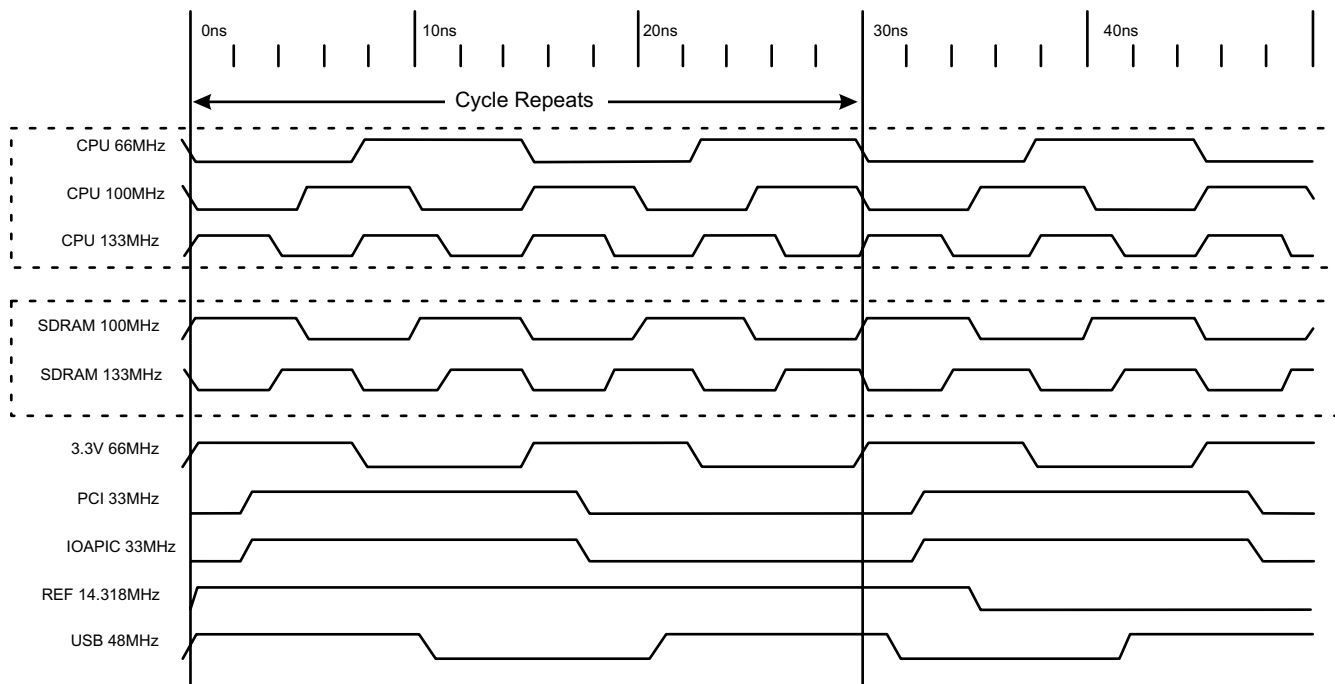 0ns 10ns 20ns 30ns 40ns
Cycle Repeats
CPU 66MHz
CPU 100MHz
CPU 133MHz
SDRAM 100MHz
SDRAM 133MHz
3.3V 66MHz
PCI 33MHz
IOAPIC 33MHz
REF 14.318MHz
USB 48MHz